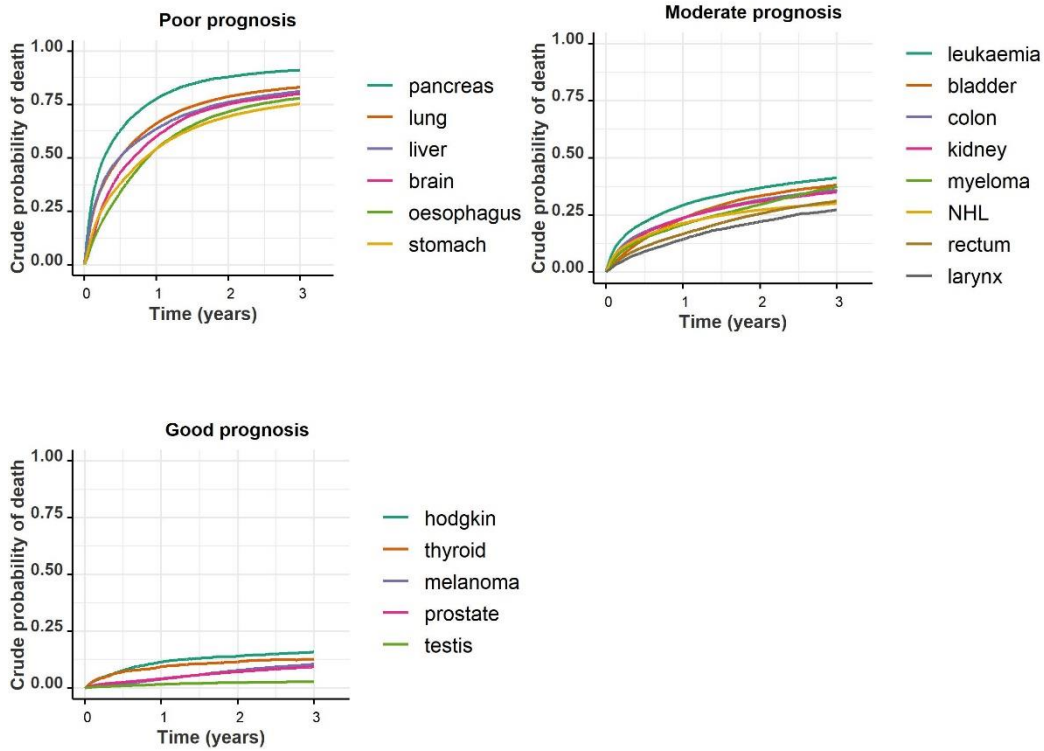 Poor prognosis
Crude probability of death
1.00
0.75
0.50
0.25
0.00
0 1 2 3
Time (years)
pancreas
lung
liver
brain
oesophagus
stomach
Moderate prognosis
Crude probability of death
1.00
0.75
0.50
0.25
0.00
0 1 2 3
Time (years)
leukaemia
bladder
colon
kidney
myeloma
NHL
rectum
larynx
Good prognosis
Crude probability of death
1.00
0.75
0.50
0.25
0.00
0 1 2 3
Time (years)
hodgkin
thyroid
melanoma
prostate
testis